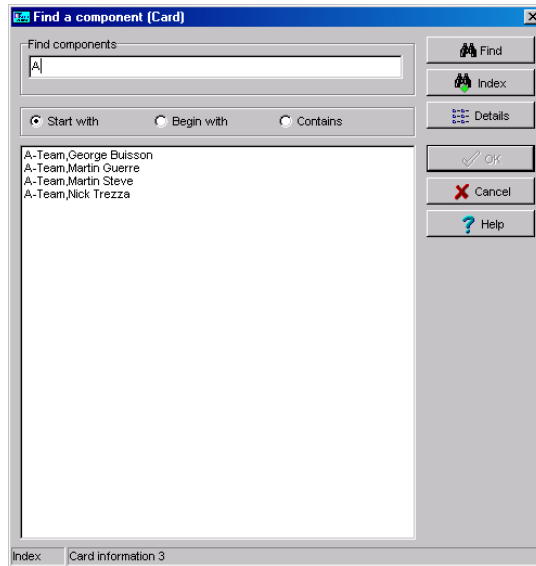 Find a component (Card)
Find components
A
Find
Index
Start with
Begin with
Contains
Details
A-Team,George Buisson
A-Team,Martin Guerre
A-Team,Martin Steve
A-Team,Nick Trezza
OK
Cancel
Help
Index
Card information 3